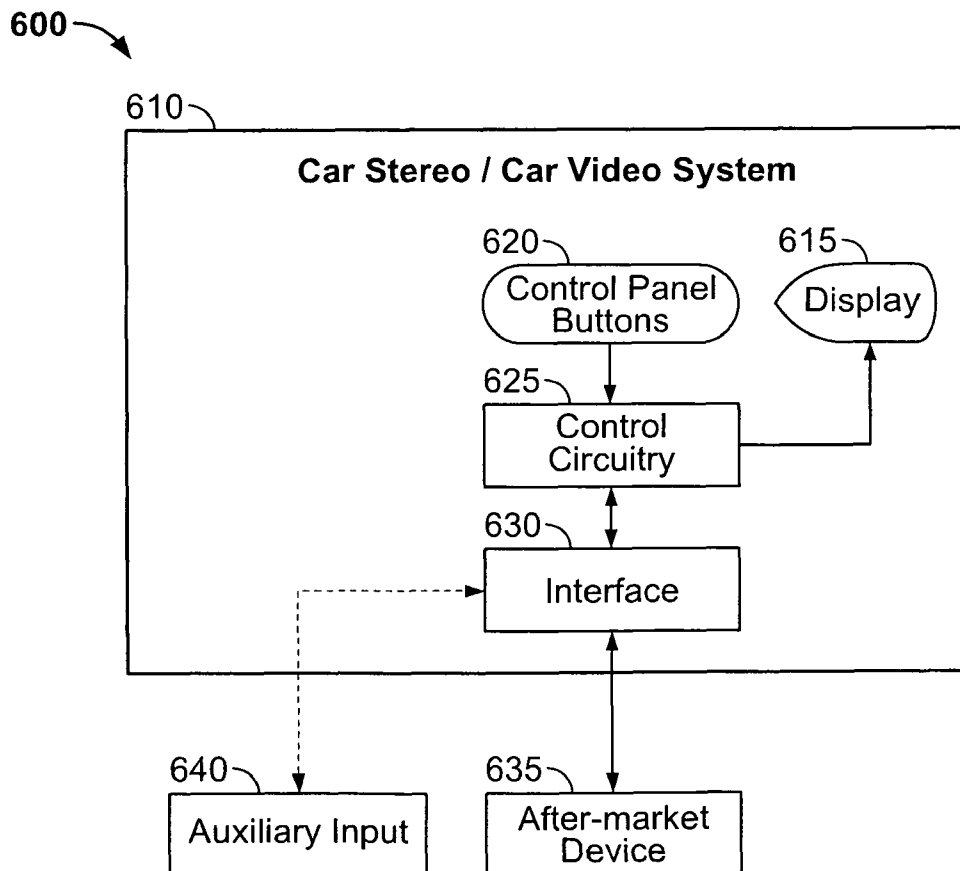 600
610
Car Stereo / Car Video System
620
615
Control Panel
Buttons
Display
625
Control
Circuitry
630
Interface
640
635
Auxiliary Input
After-market
Device